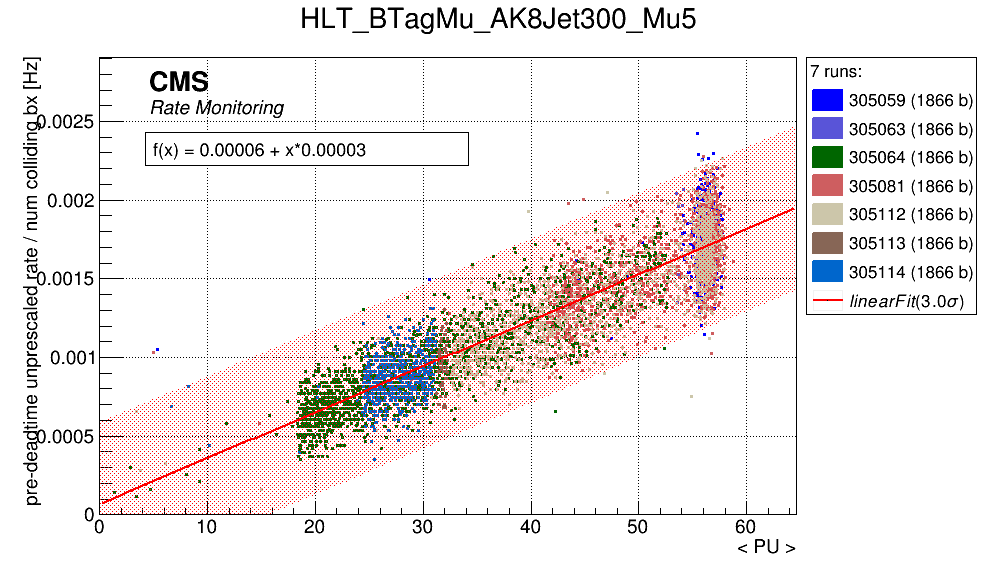 HLT_BTagMu_AK8Jet300_Mu5
pre-deadtime unprescaled rate / num colliding bx [Hz]
CMS
Rate Monitoring
f(x) = 0.00006 + x*0.00003
0.0025
0.002
0.0015
0.001
0.0005
0
0 10 20 30 40 50 60
< PU >
7 runs:
305059 (1866 b)
305063 (1866 b)
305064 (1866 b)
305081 (1866 b)
305112 (1866 b)
305113 (1866 b)
305114 (1866 b)
linearFit(3.0σ)